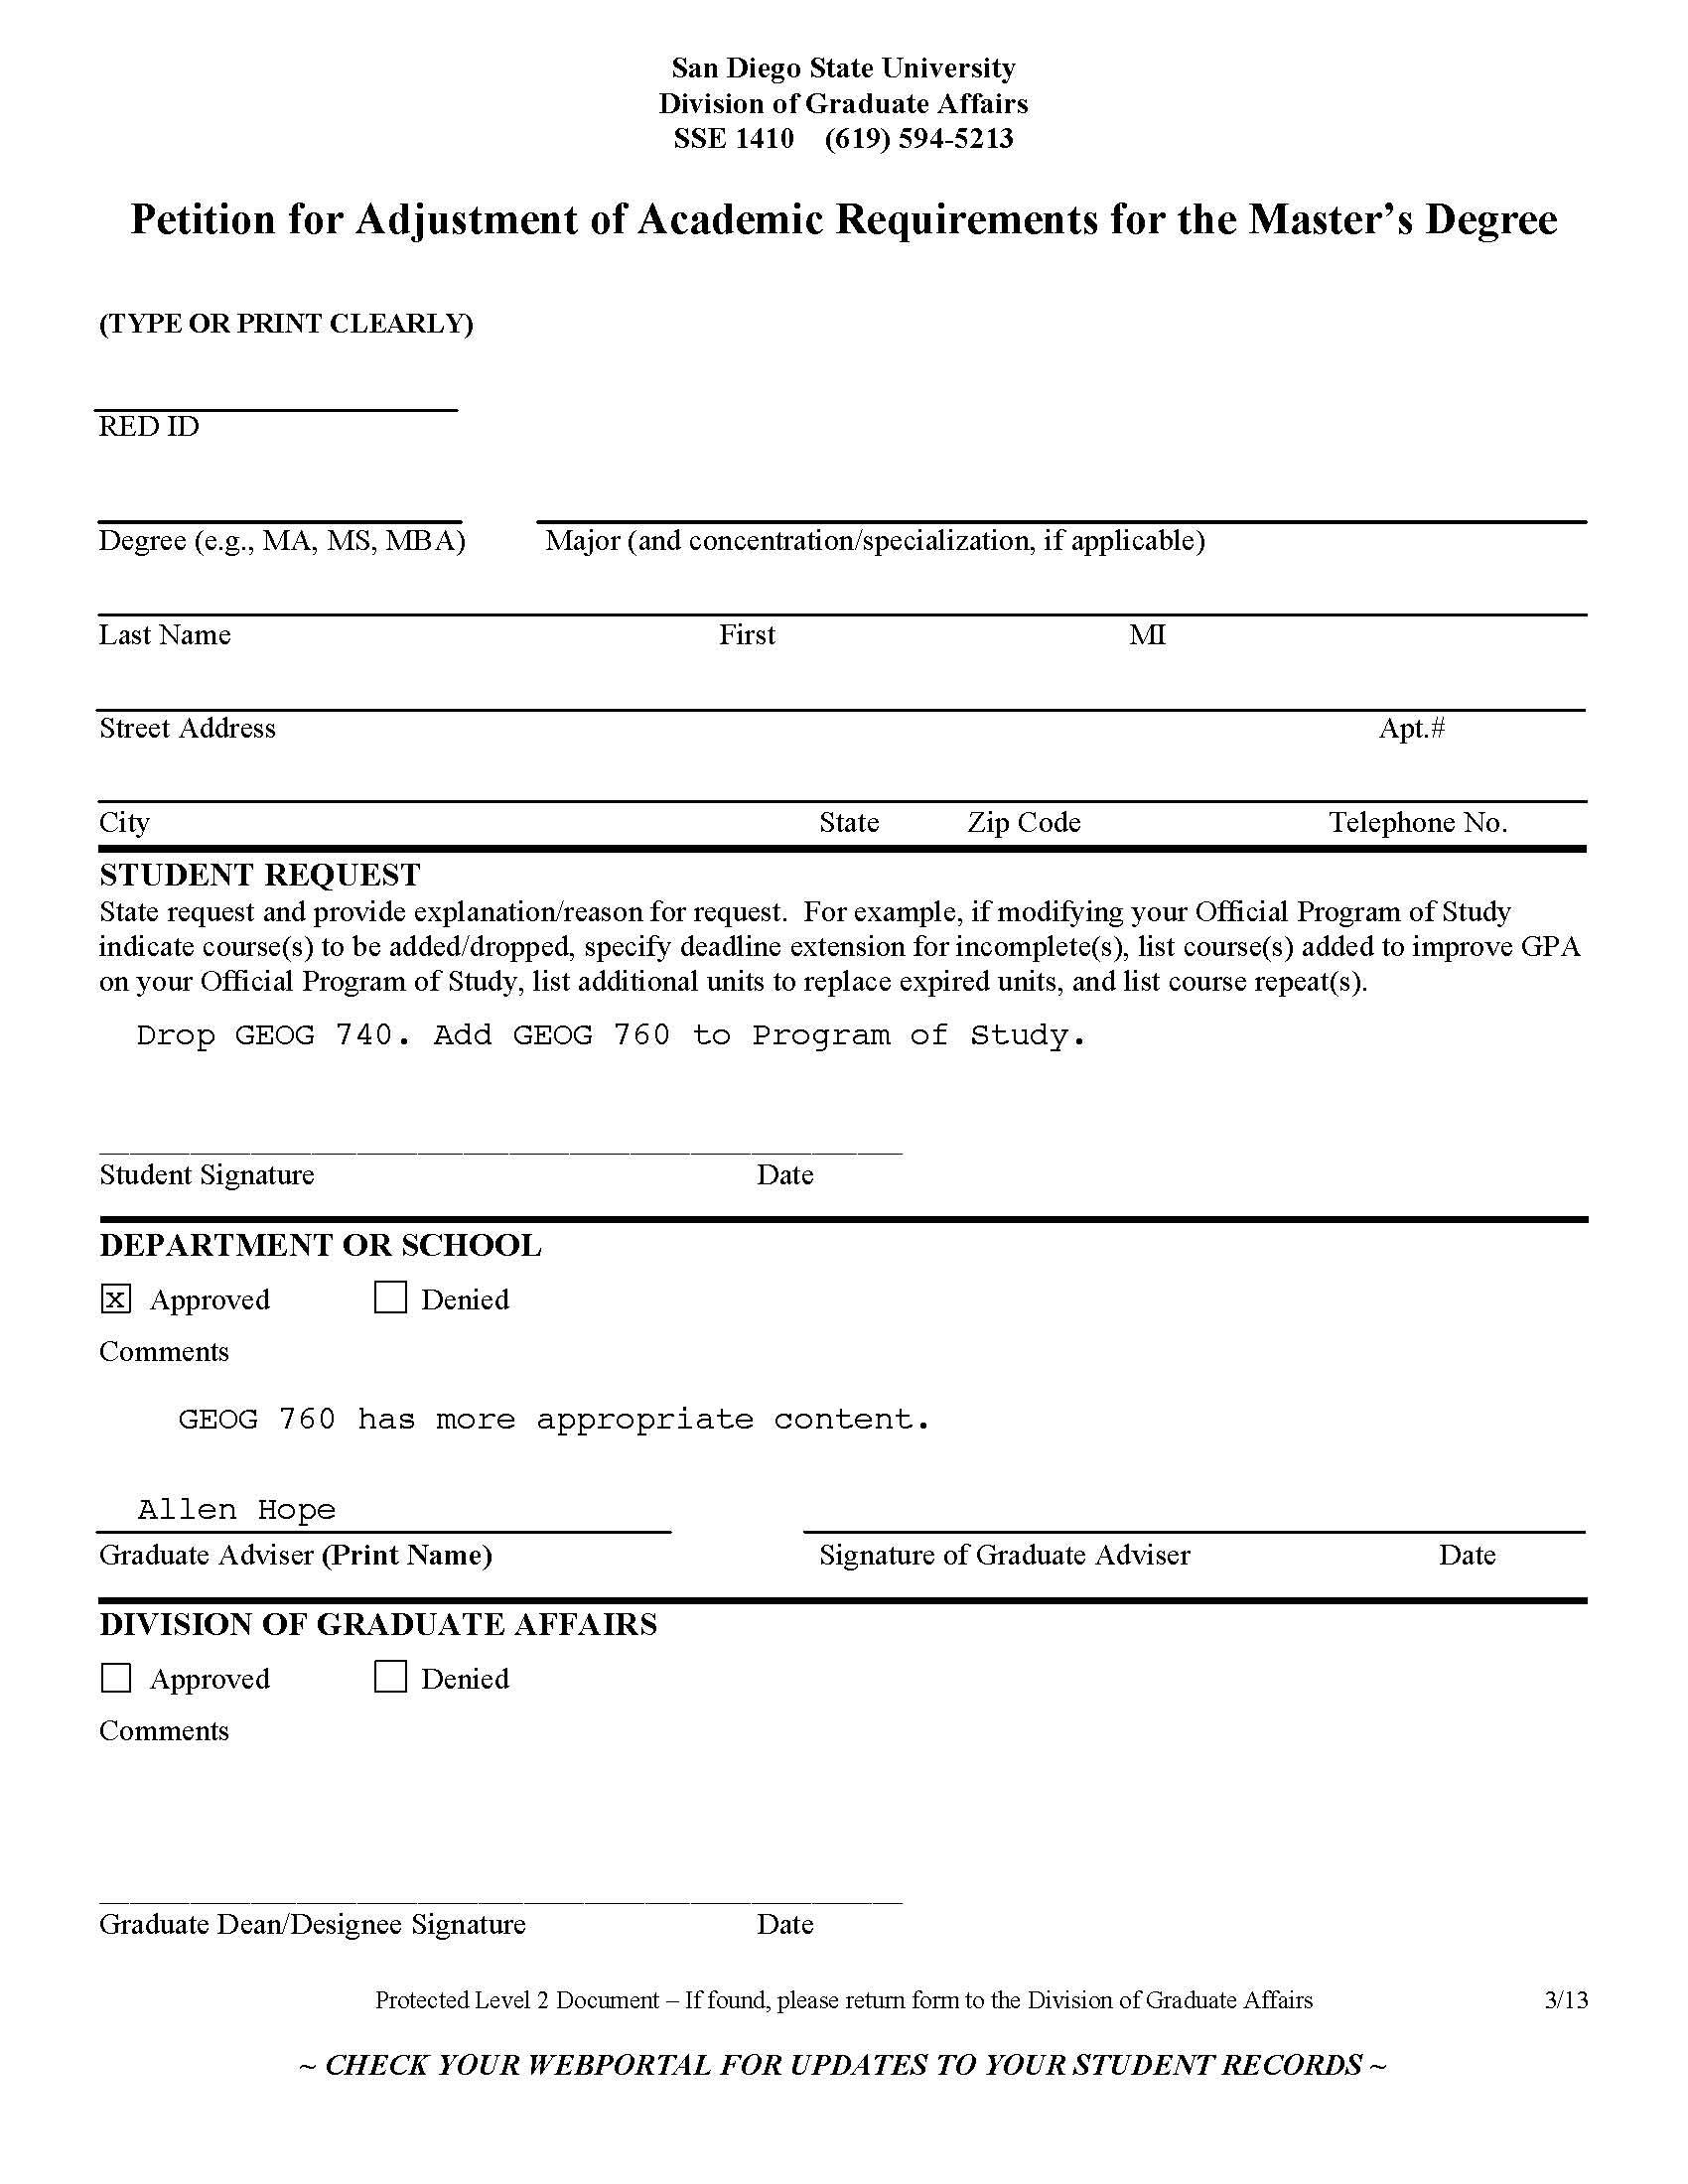 San Diego State University
Division of Graduate Affairs
SSE 1410    (619) 594-5213
Petition for Adjustment of Academic Requirements for the Master’s Degree
(TYPE OR PRINT CLEARLY)
RED ID
Degree (e.g., MA, MS, MBA)    Major (and concentration/specialization, if applicable)
Last Name    First    MI
Street Address    Apt.#
City    State    Zip Code    Telephone No.
STUDENT REQUEST
State request and provide explanation/reason for request.  For example, if modifying your Official Program of Study
indicate course(s) to be added/dropped, specify deadline extension for incomplete(s), list course(s) added to improve GPA
on your Official Program of Study, list additional units to replace expired units, and list course repeat(s).
Drop GEOG 740. Add GEOG 760 to Program of Study.
Student Signature    Date
DEPARTMENT OR SCHOOL
x Approved    Denied
Comments
GEOG 760 has more appropriate content.
Allen Hope
Graduate Adviser (Print Name)    Signature of Graduate Adviser    Date
DIVISION OF GRADUATE AFFAIRS
Approved    Denied
Comments
Graduate Dean/Designee Signature    Date
Protected Level 2 Document – If found, please return form to the Division of Graduate Affairs    3/13
~ CHECK YOUR WEBPORTAL FOR UPDATES TO YOUR STUDENT RECORDS ~